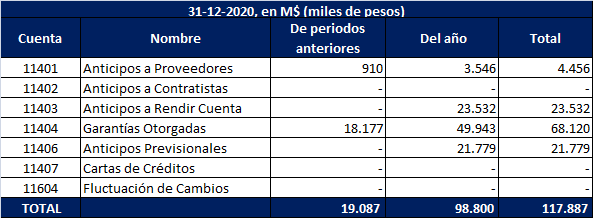 31-12-2020, en M$ (miles de pesos)
Cuenta Nombre De periodos anteriores Del año Total
11401 Anticipos a Proveedores 910 3.546 4.456
11402 Anticipos a Contratistas - - -
11403 Anticipos a Rendir Cuenta - 23.532 23.532
11404 Garantías Otorgadas 18.177 49.943 68.120
11406 Anticipos Previsionales - 21.779 21.779
11407 Cartas de Créditos - - -
11604 Fluctuación de Cambios - - -
TOTAL 19.087 98.800 117.887